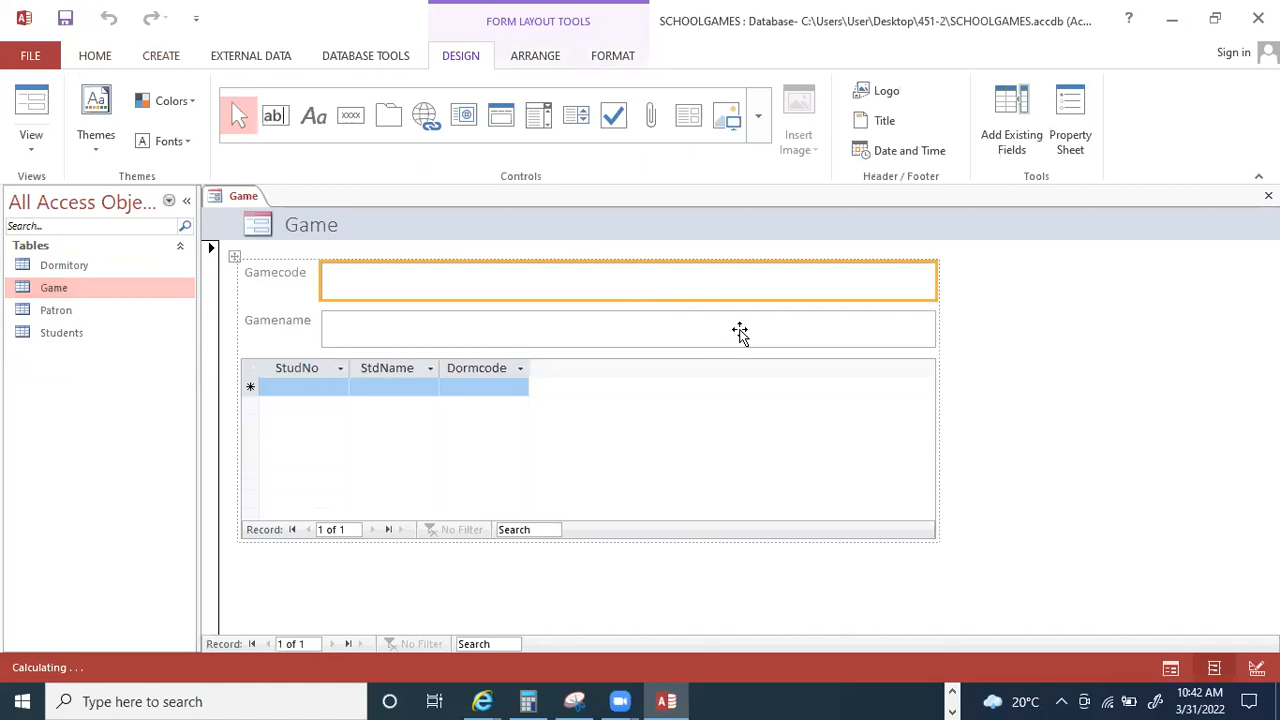 FORM LAYOUT TOOLS
SCHOOLGAMES : Database- C:\Users\User\Desktop\451-2\SCHOOLGAMES.accdb (Ac...
?
FILE HOME CREATE EXTERNAL DATA DATABASE TOOLS DESIGN ARRANGE FORMAT
Sign in
View
Views
Themes
Colors
Fonts
Themes
ab|
Aa
xxxx
Controls
Insert
Image
Logo
Title
Date and Time
Header / Footer
Add Existing
Fields
Property
Sheet
Tools
All Access Obje...
Search...
Tables
Dormitory
Game
Patron
Students
Game
Game
Gamecode
Gamename
StudNo StdName Dormcode
Record: 1 of 1 No Filter Search
Record: 1 of 1 No Filter Search
Calculating . . .
Type here to search
20°C
10:42 AM
3/31/2022